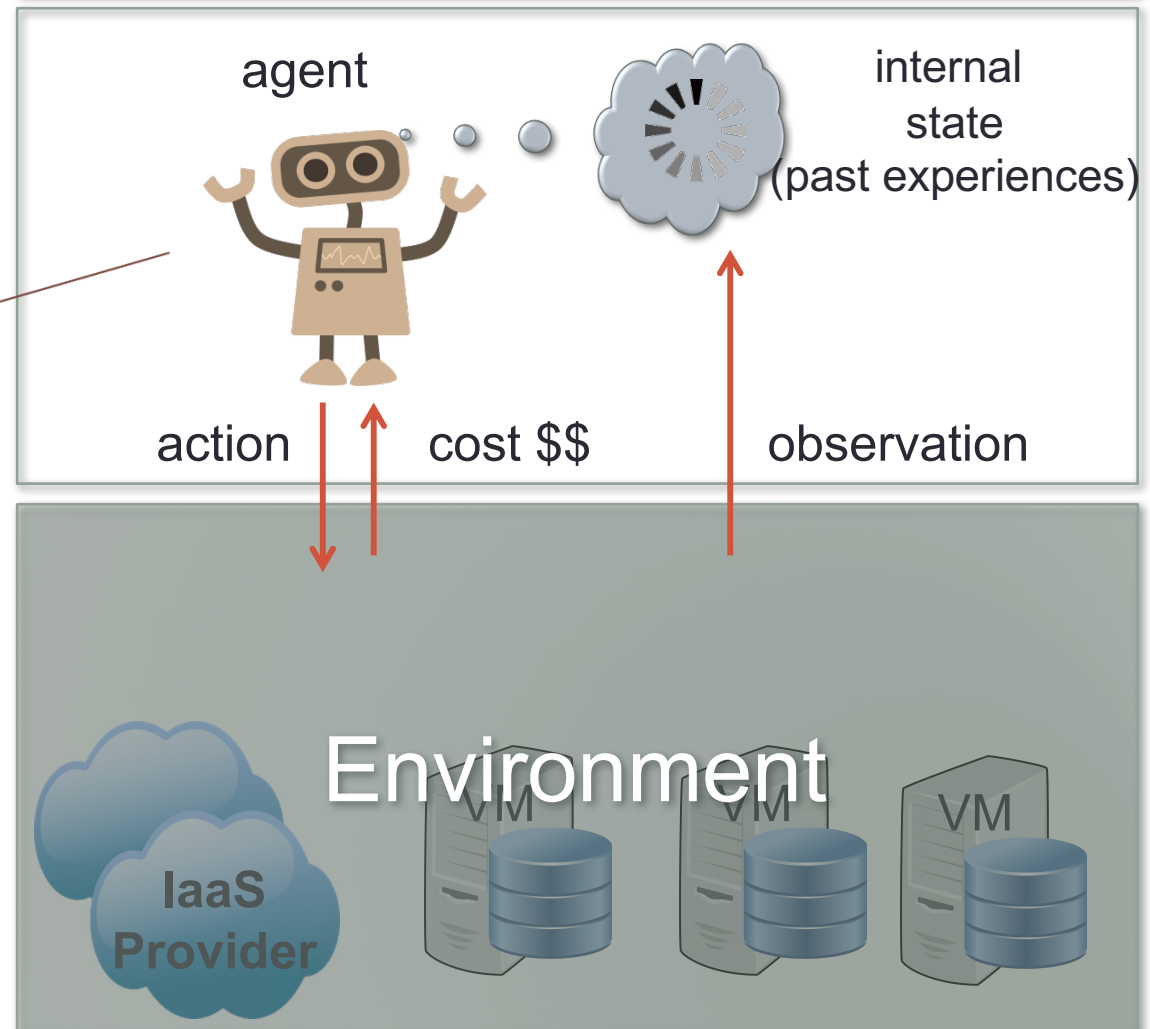 agent
internal
state
(past experiences)
action
cost $$
observation
Environment
VM
VM
VM
IaaS
Provider